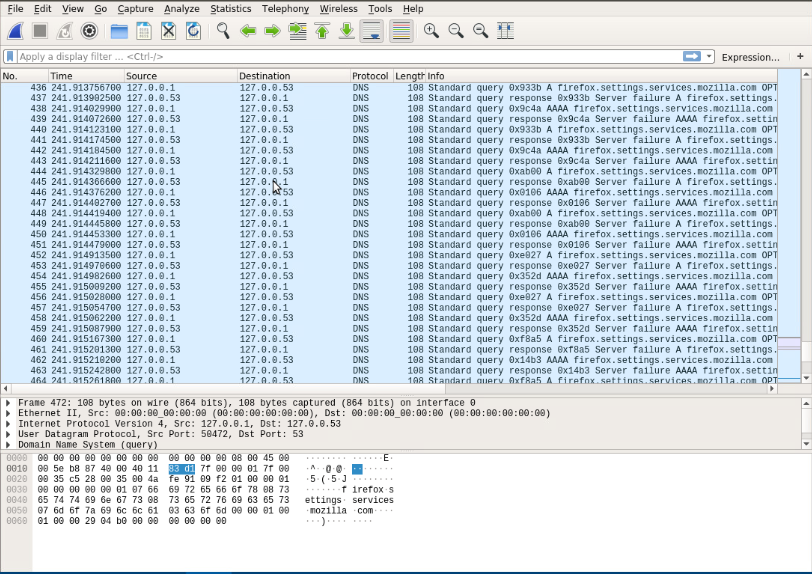 File Edit View Go Capture Analyze Statistics Telephony Wireless Tools Help
Apply a display filter ... <Ctrl-/> Expression... +
No. Time Source Destination Protocol Length Info
436 241.913756700 127.0.0.1 127.0.0.53 DNS 108 Standard query 0x933b A firefox.settings.services.mozilla.com OPT
437 241.913902500 127.0.0.53 127.0.0.1 DNS 108 Standard query response 0x933b Server failure A firefox.settings.
438 241.914029900 127.0.0.1 127.0.0.53 DNS 108 Standard query 0x9c4a AAAA firefox.settings.services.mozilla.com
439 241.914072600 127.0.0.53 127.0.0.1 DNS 108 Standard query response 0x9c4a Server failure AAAA firefox.settin
440 241.914123100 127.0.0.1 127.0.0.53 DNS 108 Standard query 0x933b A firefox.settings.services.mozilla.com OPT
441 241.914174500 127.0.0.53 127.0.0.1 DNS 108 Standard query response 0x933b Server failure A firefox.settings.
442 241.914184500 127.0.0.1 127.0.0.53 DNS 108 Standard query 0x9c4a AAAA firefox.settings.services.mozilla.com
443 241.914211600 127.0.0.53 127.0.0.1 DNS 108 Standard query response 0x9c4a Server failure AAAA firefox.settin
444 241.914329800 127.0.0.1 127.0.0.53 DNS 108 Standard query 0xab00 A firefox.settings.services.mozilla.com OPT
445 241.914366600 127.0.0.53 127.0.0.1 DNS 108 Standard query response 0xab00 Server failure A firefox.settings.
446 241.914376200 127.0.0.1 127.0.0.53 DNS 108 Standard query 0x0106 AAAA firefox.settings.services.mozilla.com
447 241.914402700 127.0.0.53 127.0.0.1 DNS 108 Standard query response 0x0106 Server failure AAAA firefox.settin
448 241.914419400 127.0.0.1 127.0.0.53 DNS 108 Standard query 0xab00 A firefox.settings.services.mozilla.com OPT
449 241.914445800 127.0.0.53 127.0.0.1 DNS 108 Standard query response 0xab00 Server failure A firefox.settings.
450 241.914453300 127.0.0.1 127.0.0.53 DNS 108 Standard query 0x0106 AAAA firefox.settings.services.mozilla.com
451 241.914479000 127.0.0.53 127.0.0.1 DNS 108 Standard query response 0x0106 Server failure AAAA firefox.settin
452 241.914913500 127.0.0.1 127.0.0.53 DNS 108 Standard query 0xe027 A firefox.settings.services.mozilla.com OPT
453 241.914970600 127.0.0.53 127.0.0.1 DNS 108 Standard query response 0xe027 Server failure A firefox.settings.
454 241.914982600 127.0.0.1 127.0.0.53 DNS 108 Standard query 0x352d AAAA firefox.settings.services.mozilla.com
455 241.915009200 127.0.0.53 127.0.0.1 DNS 108 Standard query response 0x352d Server failure AAAA firefox.settin
456 241.915028000 127.0.0.1 127.0.0.53 DNS 108 Standard query 0xe027 A firefox.settings.services.mozilla.com OPT
457 241.915054700 127.0.0.53 127.0.0.1 DNS 108 Standard query response 0xe027 Server failure A firefox.settings.
458 241.915062200 127.0.0.1 127.0.0.53 DNS 108 Standard query 0x352d AAAA firefox.settings.services.mozilla.com
459 241.915087900 127.0.0.53 127.0.0.1 DNS 108 Standard query response 0x352d Server failure AAAA firefox.settin
460 241.915167300 127.0.0.1 127.0.0.53 DNS 108 Standard query 0xf8a5 A firefox.settings.services.mozilla.com OPT
461 241.915201300 127.0.0.53 127.0.0.1 DNS 108 Standard query response 0xf8a5 Server failure A firefox.settings.
462 241.915210200 127.0.0.1 127.0.0.53 DNS 108 Standard query 0x14b3 AAAA firefox.settings.services.mozilla.com
463 241.915242800 127.0.0.53 127.0.0.1 DNS 108 Standard query response 0x14b3 Server failure AAAA firefox.settin
464 241.915261800 127.0.0.1 127.0.0.53 DNS 108 Standard query 0xf8a5 A firefox.settings.services.mozilla.com OPT
Frame 472: 108 bytes on wire (864 bits), 108 bytes captured (864 bits) on interface 0
Ethernet II, Src: 00:00:00_00:00:00 (00:00:00:00:00:00), Dst: 00:00:00_00:00:00 (00:00:00:00:00:00)
Internet Protocol Version 4, Src: 127.0.0.1, Dst: 127.0.0.53
User Datagram Protocol, Src Port: 50472, Dst Port: 53
Domain Name System (query)
0000 00 00 00 00 00 00 00 00 00 00 00 00 08 00 45 00 ········ ······E·
0010 00 5e b8 87 40 00 40 11 83 d1 7f 00 00 01 7f 00 ·^··@·@· ········
0020 00 35 c5 28 00 35 00 4a fe 91 09 f2 01 00 00 01 ·5·(·5·J ········
0030 00 00 00 00 00 01 07 66 69 72 65 66 6f 78 08 73 ·······f irefox·s
0040 65 74 74 69 6e 67 73 08 73 65 72 76 69 63 65 73 ettings· services
0050 07 6d 6f 7a 69 6c 6c 61 03 63 6f 6d 00 00 01 00 ·mozilla ·com····
0060 01 00 00 29 04 b0 00 00 00 00 00 00 ···)···· ····